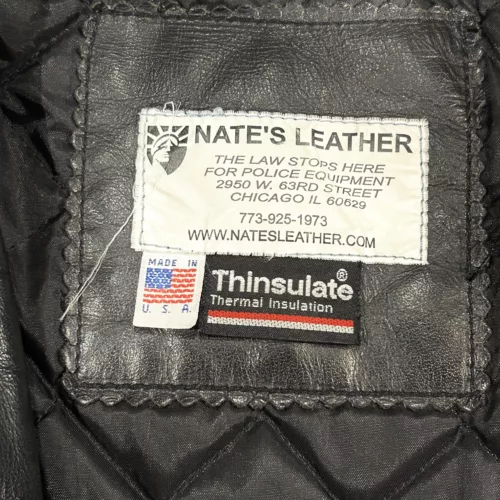 NATE'S LEATHER
THE LAW STOPS HERE
FOR POLICE EQUIPMENT
2950 W. 63RD STREET
CHICAGO IL 60629
773-925-1973
WWW.NATESLEATHER.COM
MADE IN
U. S. A.
Thinsulate®
Thermal Insulation